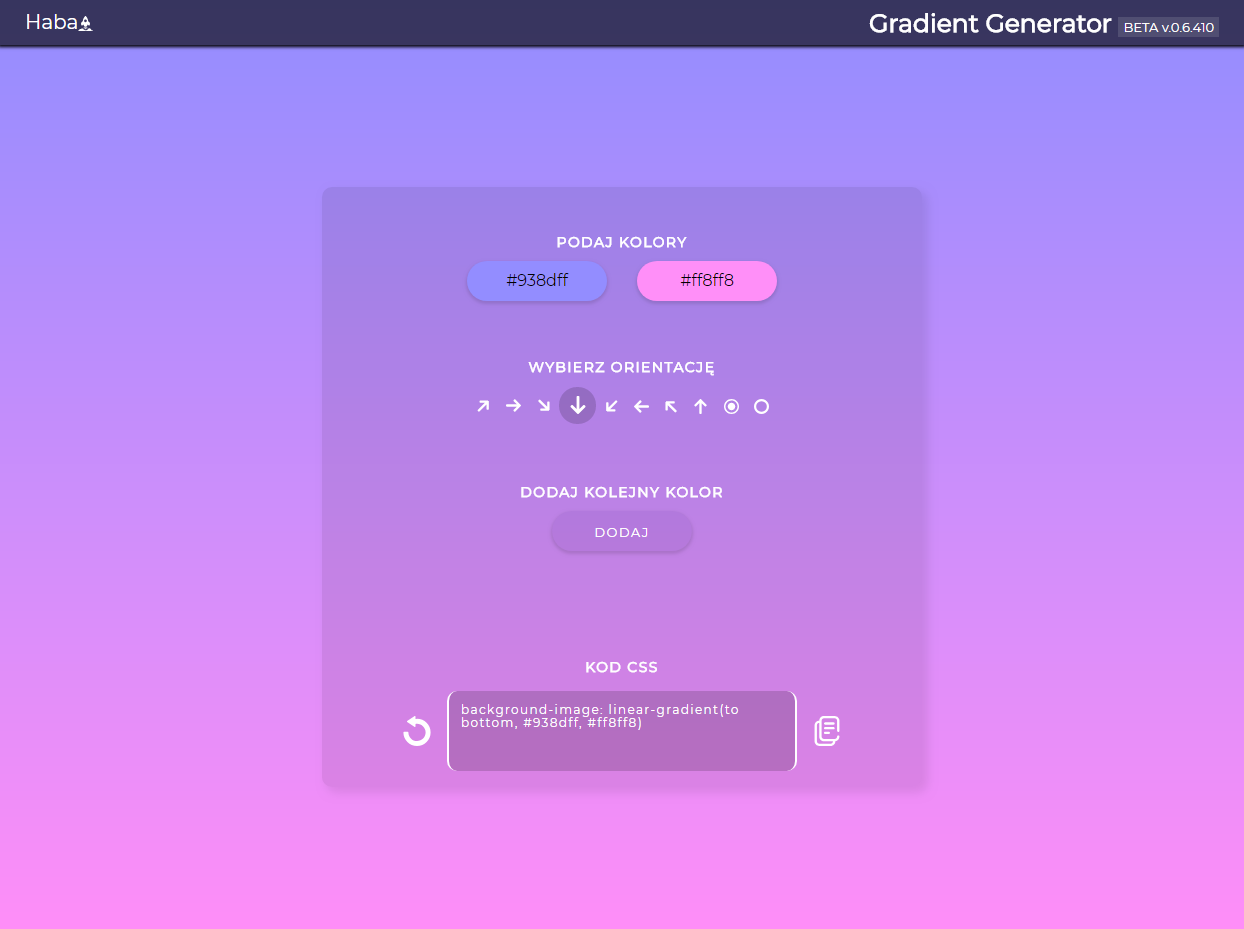 Haba
Gradient Generator BETA v.0.6.410
PODAJ KOLORY
#938dff #ff8ff8
WYBIERZ ORIENTACJĘ
DODAJ KOLEJNY KOLOR
DODAJ
KOD CSS
background-image: linear-gradient(to
bottom, #938dff, #ff8ff8)